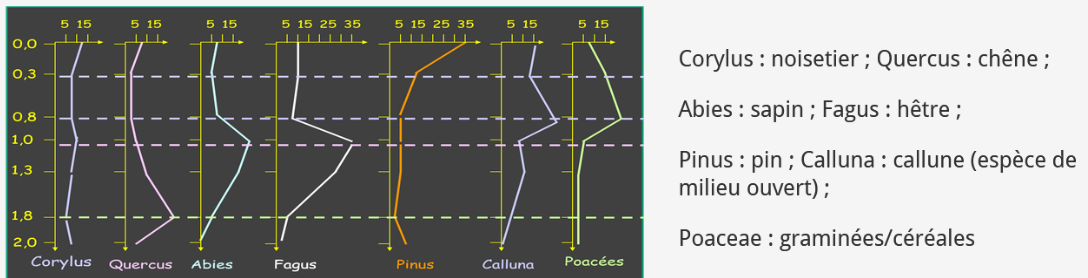 5 15 5 15 5 15 5 15 25 35 5 15 25 35 5 15 5 15
0,0
0,3
0,8
1,0
1,3
1,8
2,0
Corylus Quercus Abies Fagus Pinus Calluna Poacées
Corylus : noisetier ; Quercus : chêne ;
Abies : sapin ; Fagus : hêtre ;
Pinus : pin ; Calluna : callune (espèce de
milieu ouvert) ;
Poaceae : graminées/céréales